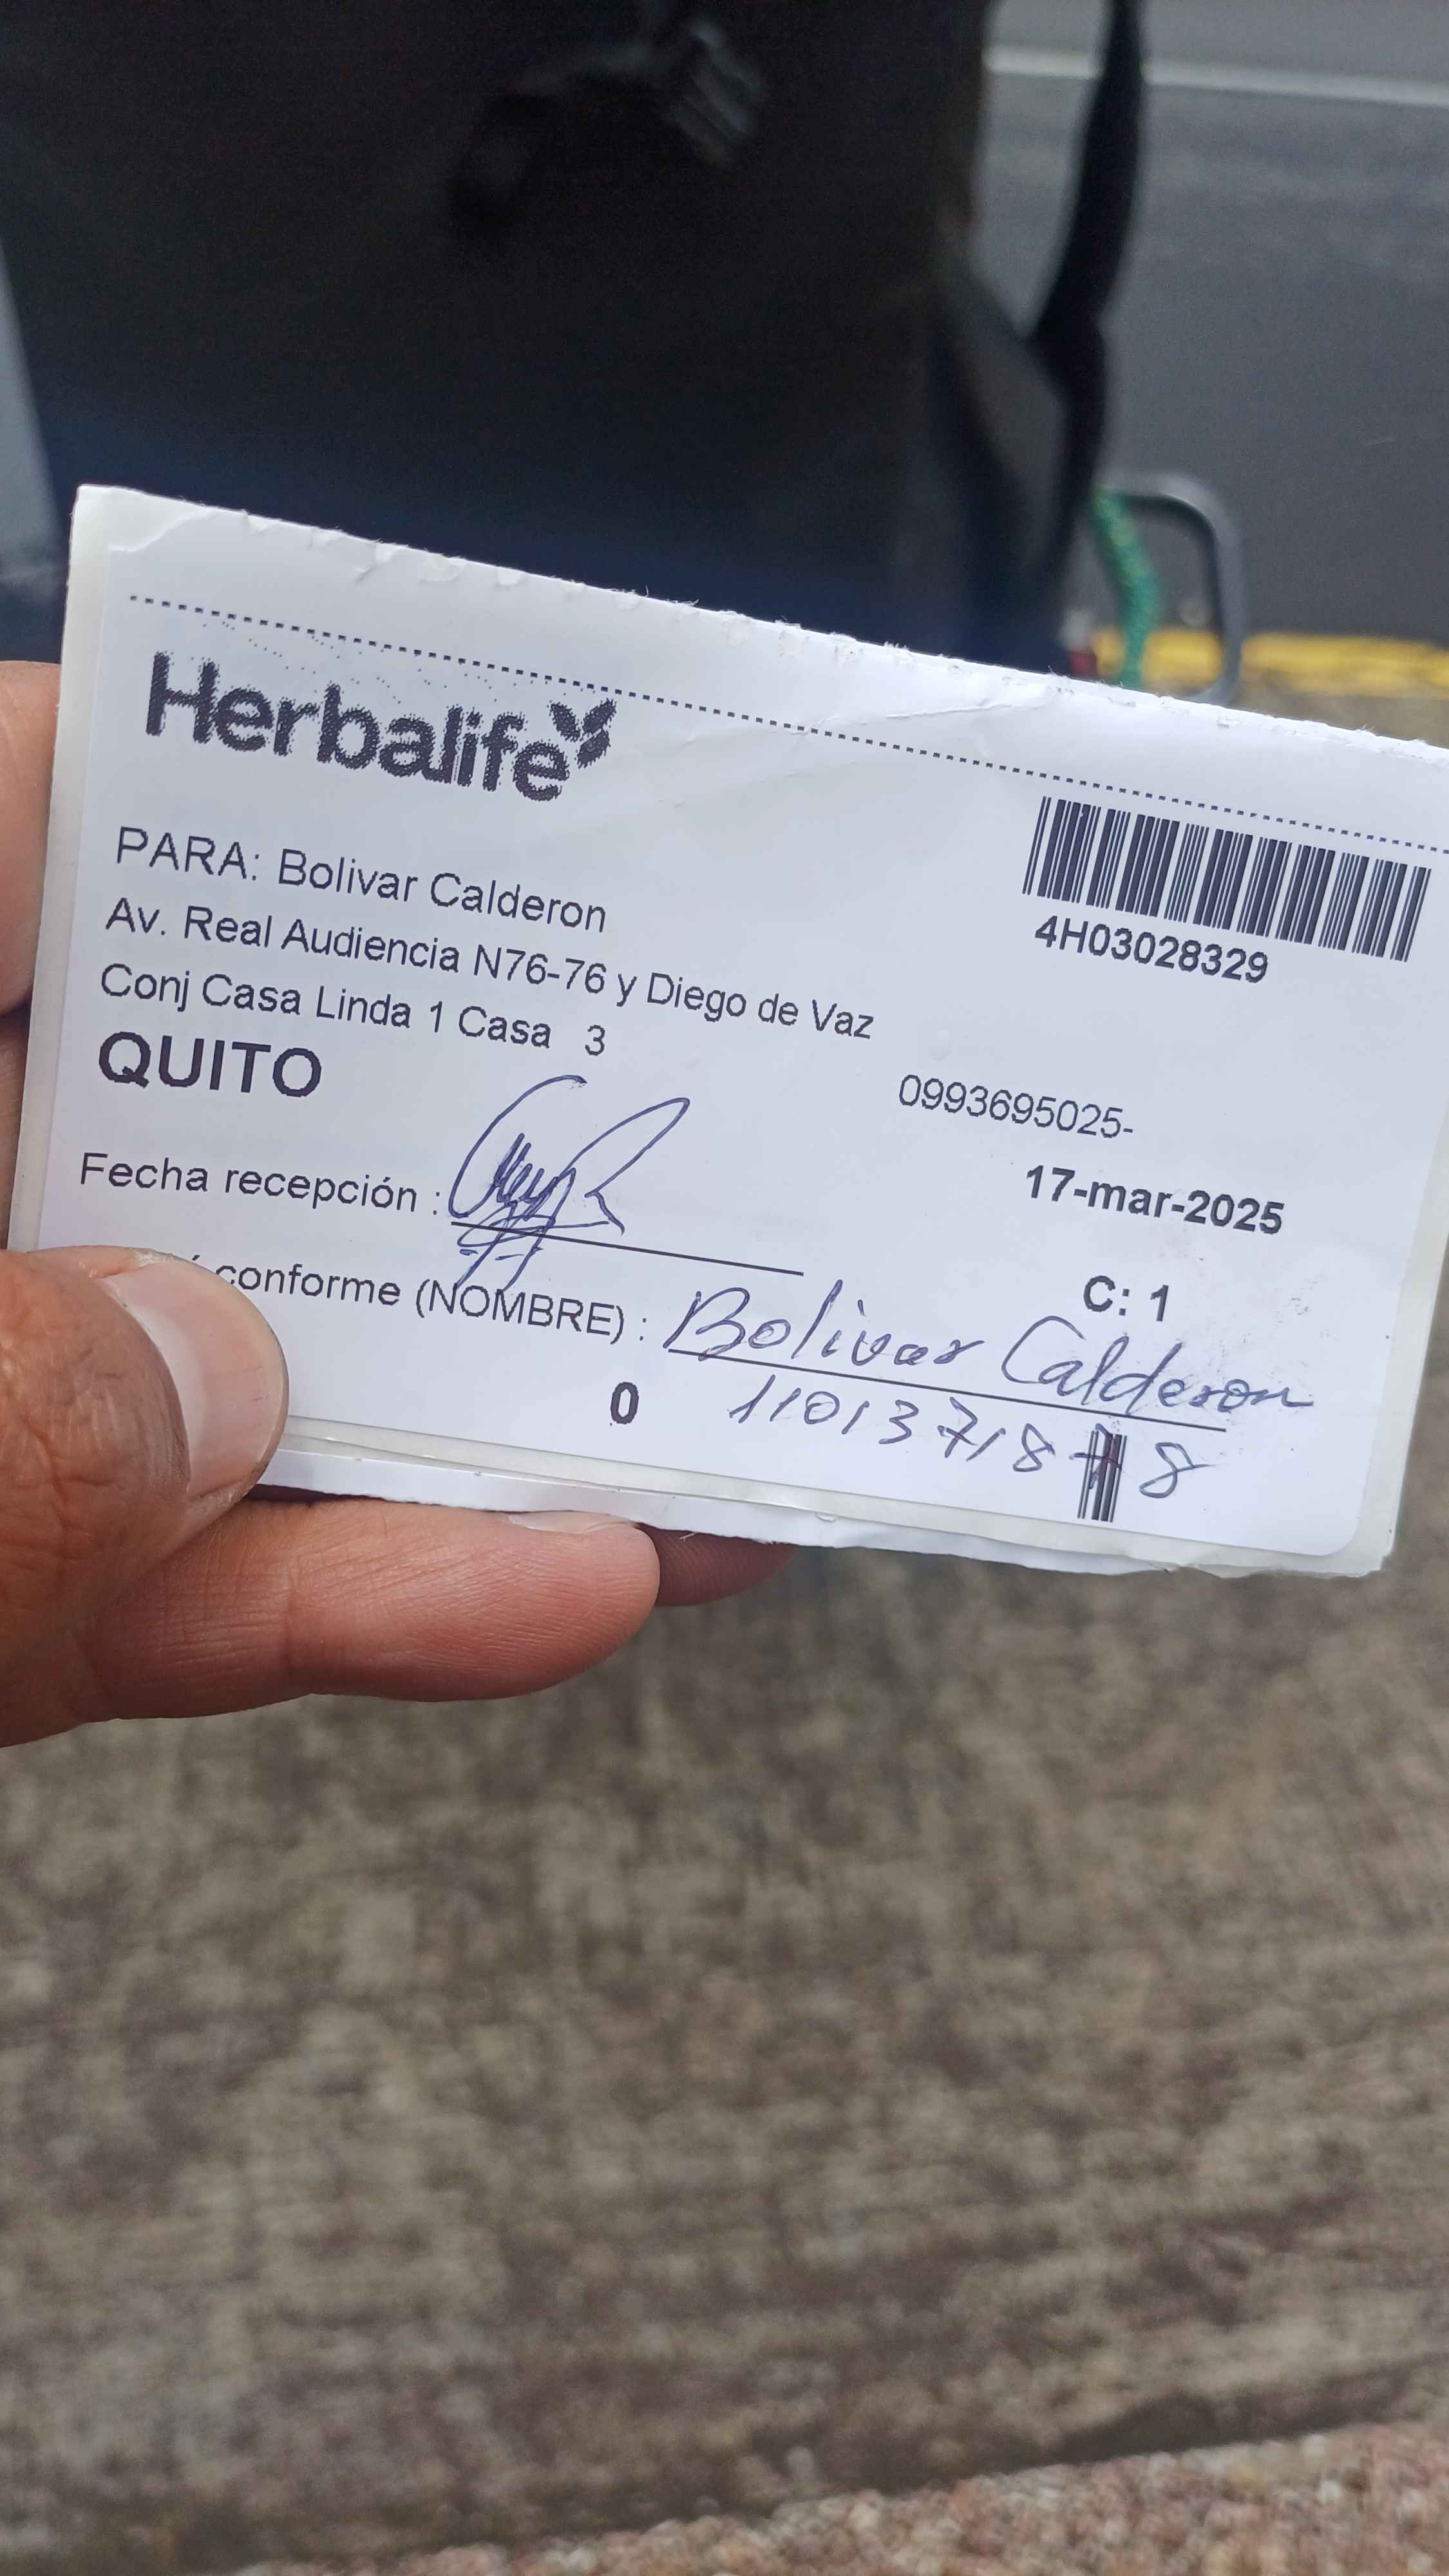 Herbalife
4H03028329
PARA: Bolivar Calderon
Av. Real Audiencia N76-76 y Diego de Vaz
Conj Casa Linda 1 Casa 3
QUITO
0993695025-
17-mar-2025
Fecha recepción :
C: 1
conforme (NOMBRE) : Bolivar Calderon
0
1101371878